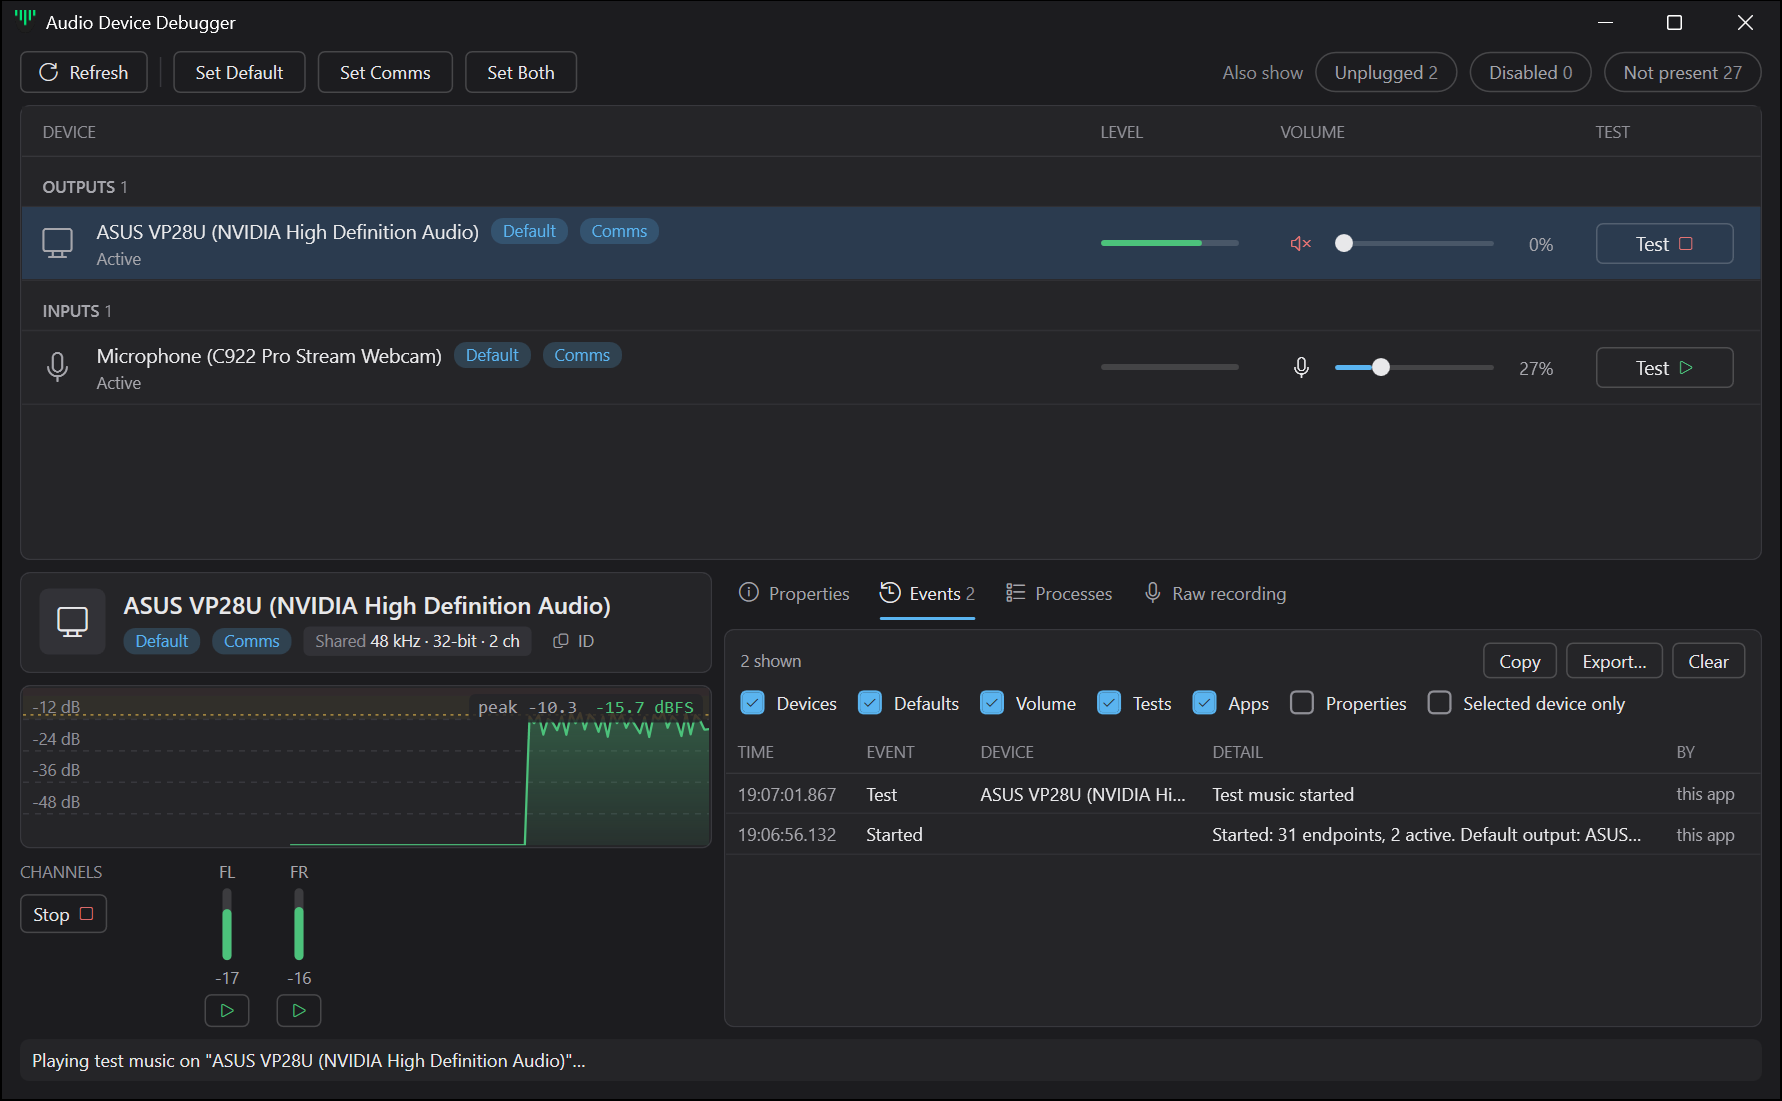 Audio Device Debugger
Refresh Set Default Set Comms Set Both Also show Unplugged 2 Disabled 0 Not present 27
DEVICE LEVEL VOLUME TEST
OUTPUTS 1
ASUS VP28U (NVIDIA High Definition Audio) Default Comms
Active
0% Test
INPUTS 1
Microphone (C922 Pro Stream Webcam) Default Comms
Active
27% Test
ASUS VP28U (NVIDIA High Definition Audio)
Default Comms Shared 48 kHz · 32-bit · 2 ch ID
-12 dB peak -10.3 -15.7 dBFS
-24 dB
-36 dB
-48 dB
CHANNELS FL FR
Stop
-17 -16
Properties Events 2 Processes Raw recording
2 shown Copy Export... Clear
Devices Defaults Volume Tests Apps Properties Selected device only
TIME EVENT DEVICE DETAIL BY
19:07:01.867 Test ASUS VP28U (NVIDIA Hi... Test music started this app
19:06:56.132 Started Started: 31 endpoints, 2 active. Default output: ASUS... this app
Playing test music on "ASUS VP28U (NVIDIA High Definition Audio)"...